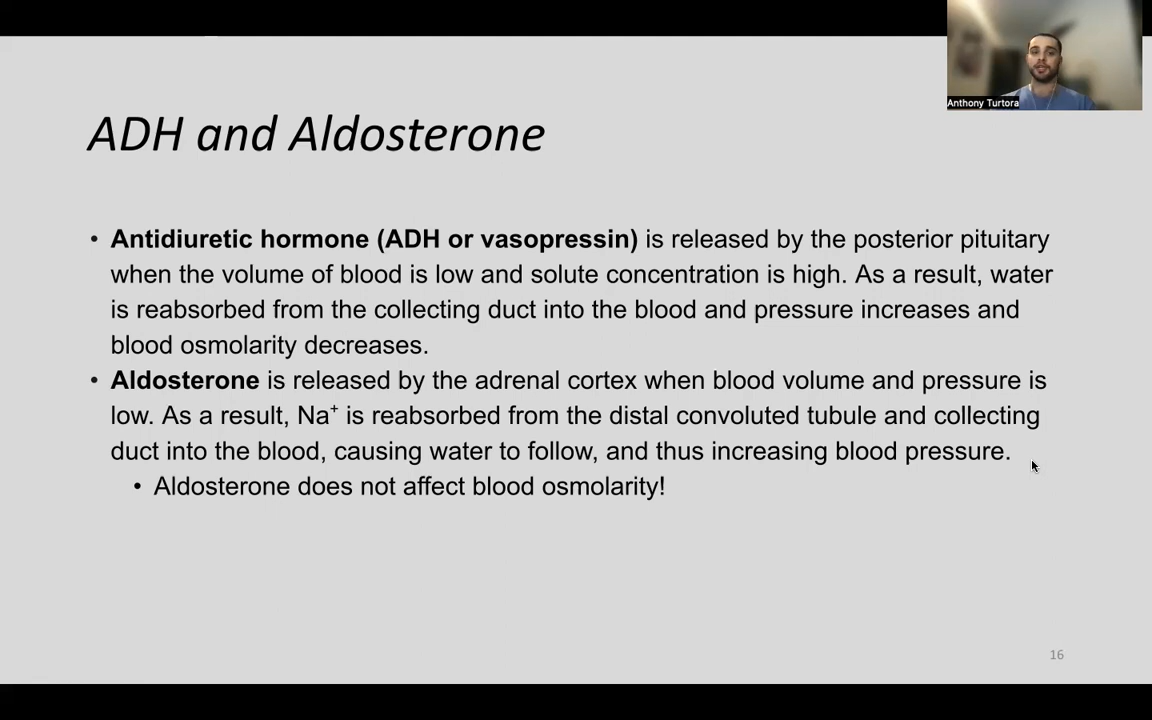 Anthony Turtora
ADH and Aldosterone
• Antidiuretic hormone (ADH or vasopressin) is released by the posterior pituitary
when the volume of blood is low and solute concentration is high. As a result, water
is reabsorbed from the collecting duct into the blood and pressure increases and
blood osmolarity decreases.
• Aldosterone is released by the adrenal cortex when blood volume and pressure is
low. As a result, Na⁺ is reabsorbed from the distal convoluted tubule and collecting
duct into the blood, causing water to follow, and thus increasing blood pressure.
• Aldosterone does not affect blood osmolarity!
16